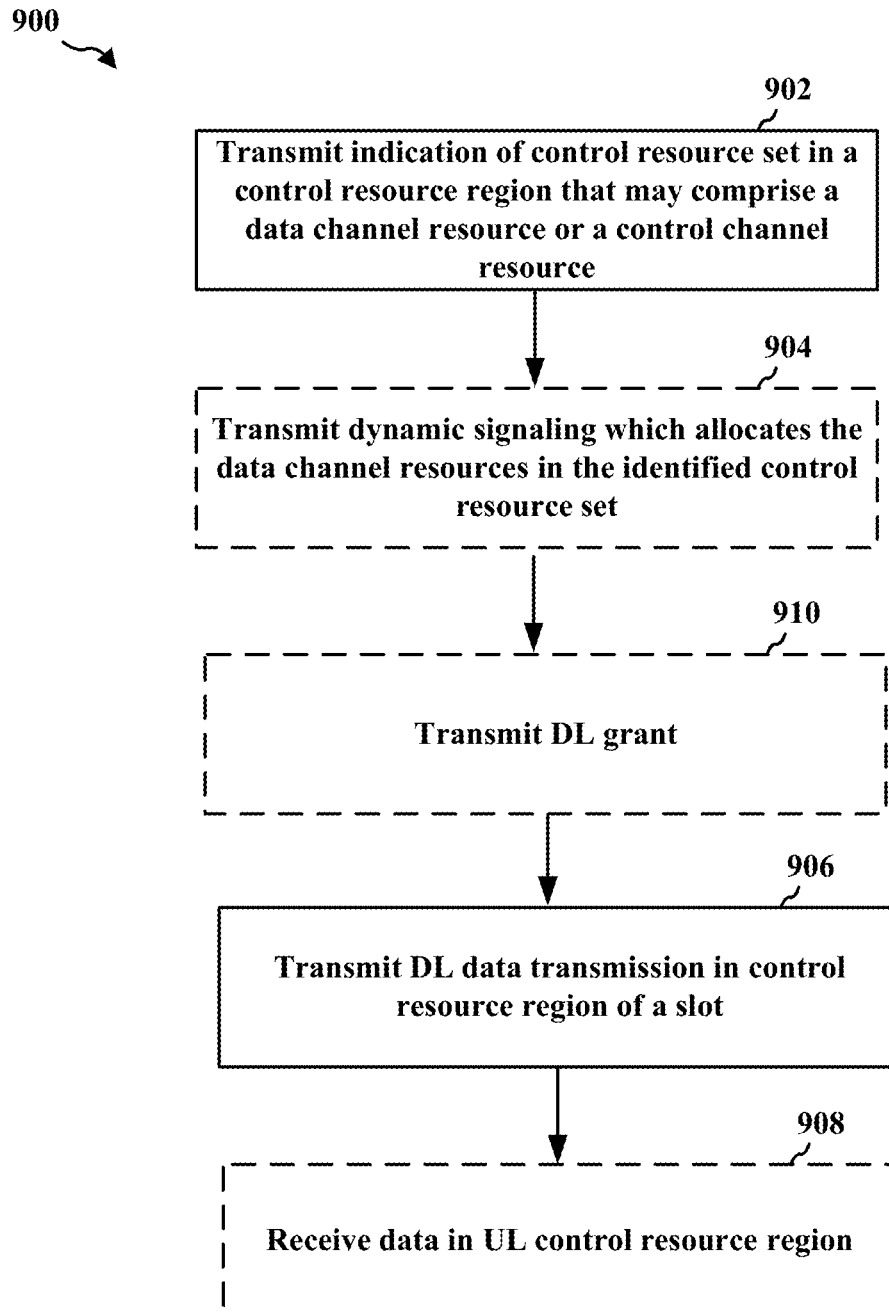 900
902
Transmit indication of control resource set in a
control resource region that may comprise a
data channel resource or a control channel
resource
904
Transmit dynamic signaling which allocates the
data channel resources in the identified control
resource set
910
Transmit DL grant
906
Transmit DL data transmission in control
resource region of a slot
908
Receive data in UL control resource region